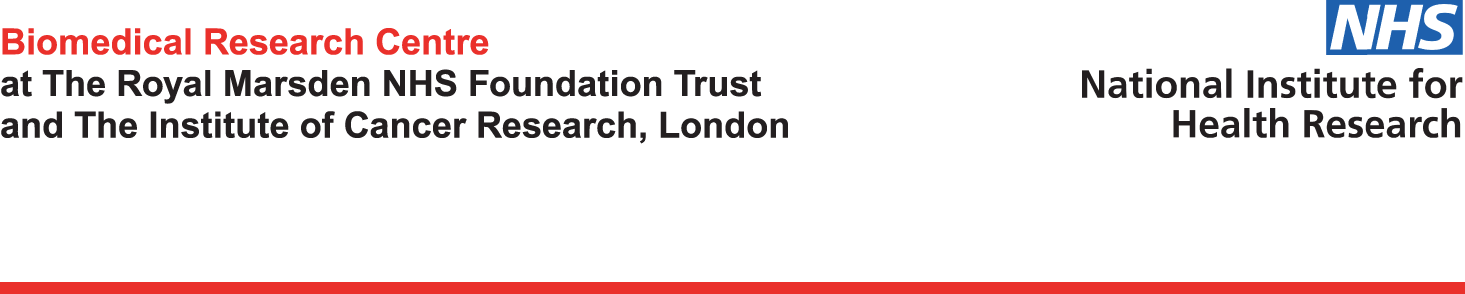 Biomedical Research Centre
at The Royal Marsden NHS Foundation Trust
and The Institute of Cancer Research, London
NHS
National Institute for
Health Research